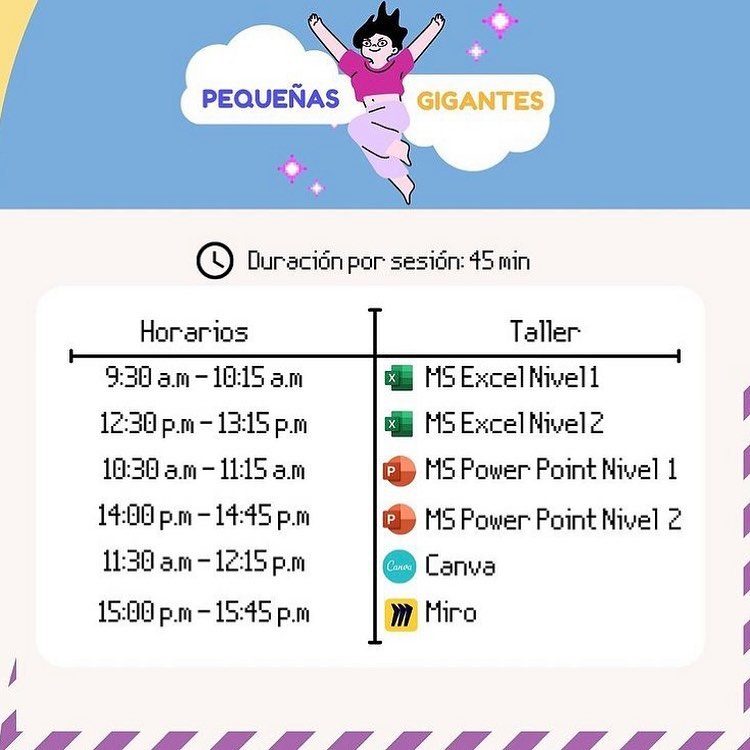 PEQUEÑAS GIGANTES
Duración por sesión: 45 min
Horarios Taller
9:30 a.m - 10:15 a.m MS Excel Nivel 1
12:30 p.m - 13:15 p.m MS Excel Nivel 2
10:30 a.m - 11:15 a.m MS Power Point Nivel 1
14:00 p.m - 14:45 p.m MS Power Point Nivel 2
11:30 a.m - 12:15 p.m Canva Canva
15:00 p.m - 15:45 p.m Miro